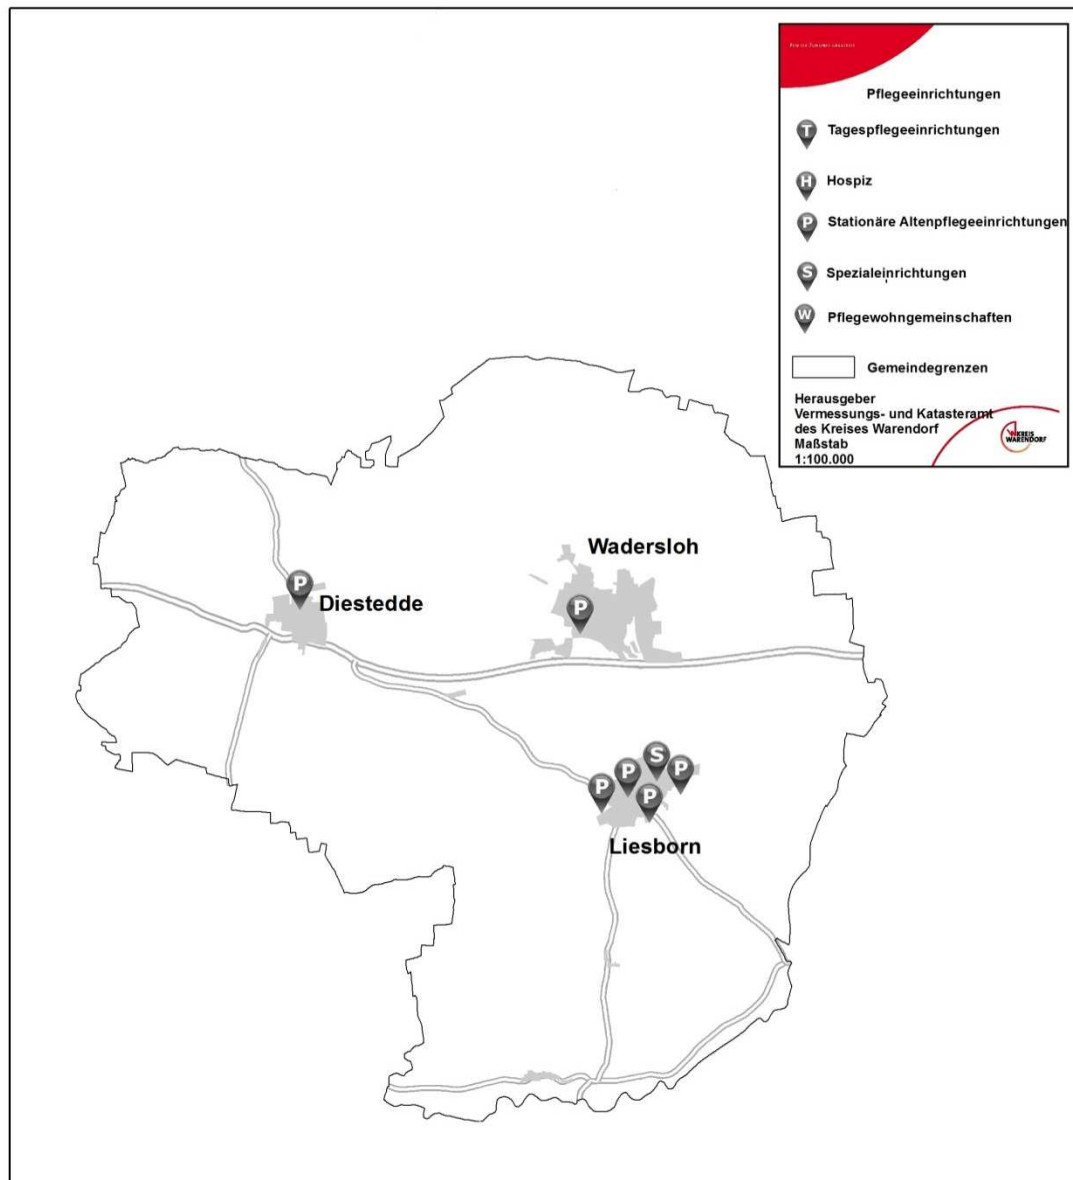 Pflegeeinrichtungen
T Tagespflegeeinrichtungen
H Hospiz
P Stationäre Altenpflegeeinrichtungen
S Spezialeinrichtungen
W Pflegewohngemeinschaften
Gemeindegrenzen
Herausgeber
Vermessungs- und Katasteramt
des Kreises Warendorf
Maßstab
1:100.000
KREIS
WARENDORF
Wadersloh
P
Diestedde
P
S
P
P
P
P
Liesborn